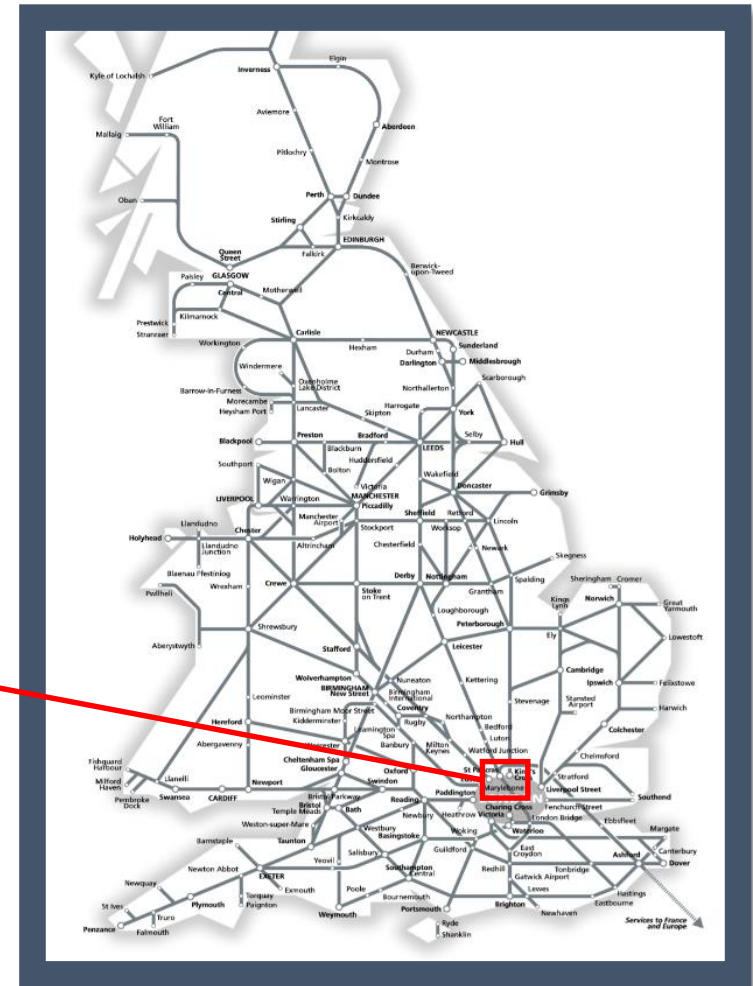 Elgin
Inverness
Kyle of Lochalsh
Aviemore
Fort
William
Aberdeen
Mallaig
Pitlochry
Montrose
Perth
Dundee
Oban
Kirkcaldy
Stirling
EDINBURGH
Queen
Street
Falkirk
Berwick-
upon-Tweed
Paisley
GLASGOW
Central
Motherwell
Kilmarnock
Prestwick
Stranraer
Carlisle
NEWCASTLE
Workington
Hexham
Sunderland
Durham
Darlington
Middlesbrough
Windermere
Scarborough
Oxenholme
Lake District
Barrow-in-Furness
Northallerton
Morecambe
Heysham Port
Lancaster
Harrogate
Skipton
York
Blackpool
Preston
Bradford
Selby
Hull
Blackburn
LEEDS
Huddersfield
Southport
Bolton
Wakefield
Wigan
Victoria
Doncaster
Grimsby
LIVERPOOL
Warrington
MANCHESTER
Piccadilly
Manchester
Airport
Sheffield
Retford
Llandudno
Chester
Stockport
Worksop
Lincoln
Holyhead
Llandudno
Junction
Altrincham
Chesterfield
Newark
Skegness
Blaenau Ffestiniog
Wrexham
Crewe
Derby
Nottingham
Spalding
Sheringham
Cromer
Pwllheli
Stoke
on Trent
Grantham
Kings
Lynn
Norwich
Great
Yarmouth
Loughborough
Shrewsbury
Peterborough
Ely
Lowestoft
Aberystwyth
Stafford
Leicester
Wolverhampton
Nuneaton
Cambridge
BIRMINGHAM
New Street
Kettering
Ipswich
Felixstowe
Birmingham
International
Leominster
Coventry
Stevenage
Stansted
Airport
Harwich
Birmingham Moor Street
Kidderminster
Rugby
Northampton
Hereford
Leamington
Spa
Bedford
Colchester
Worcester
Banbury
Milton
Keynes
Luton
Abergavenny
Watford Junction
Chelmsford
Cheltenham Spa
Gloucester
Oxford
St Pancras
King's
Cross
Fishguard
Harbour
Swindon
Stratford
Llanelli
Marylebone
Milford
Haven
Newport
Bristol Parkway
Paddington
Liverpool Street
Pembroke
Dock
Swansea
CARDIFF
Bristol
Temple Meads
Reading
Charing Cross
Fenchurch Street
Southend
Bath
Newbury
Heathrow
Victoria
London Bridge
Ebbsfleet
Weston-super-Mare
Westbury
Basingstoke
Woking
Waterloo
Margate
Barnstaple
Taunton
Guildford
East
Croydon
Canterbury
Newton Abbot
Yeovil
Salisbury
Ashford
Dover
EXETER
Southampton
Central
Redhill
Tonbridge
Gatwick Airport
Newquay
Exmouth
Poole
Lewes
Hastings
Torquay
Paignton
Bournemouth
Eastbourne
St Ives
Plymouth
Portsmouth
Brighton
Newhaven
Truro
Weymouth
Ryde
Services to France
and Europe
Penzance
Falmouth
Shanklin